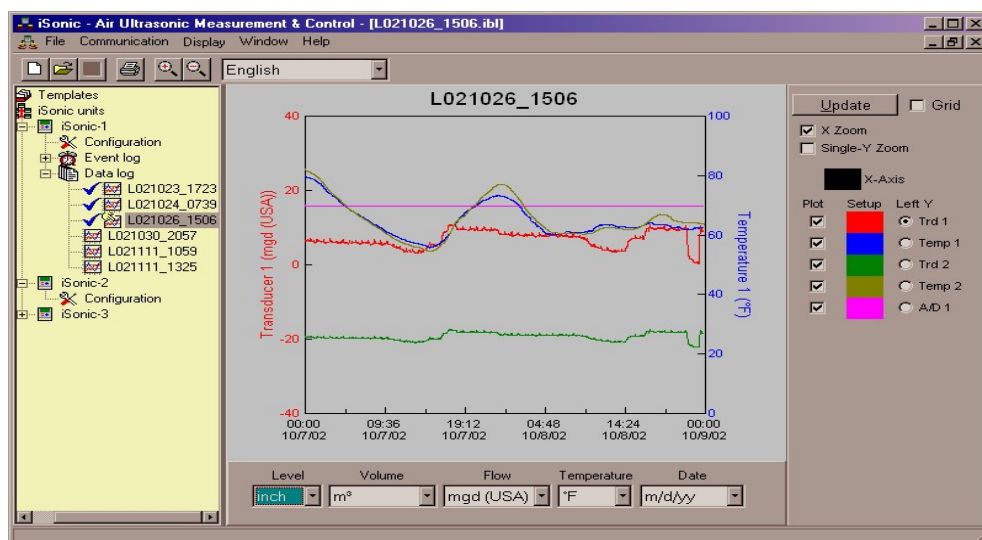 iSonic - Air Ultrasonic Measurement & Control - [L021026_1506.ibl]
File Communication Display Window Help
English
Templates
iSonic units
iSonic-1
Configuration
Event log
Data log
L021023_1723
L021024_0739
L021026_1506
L021030_2057
L021111_1059
L021111_1325
iSonic-2
Configuration
iSonic-3
L021026_1506
40
20
0
-20
-40
Transducer 1 (mgd (USA))
100
80
60
40
20
0
Temperature 1 (°F)
00:00 09:36 19:12 04:48 14:24 00:00
10/7/02 10/7/02 10/7/02 10/8/02 10/8/02 10/9/02
Level Volume Flow Temperature Date
inch m³ mgd (USA) °F m/d/yy
Update Grid
X Zoom
Single-Y Zoom
X-Axis
Plot Setup Left Y
Trd 1
Temp 1
Trd 2
Temp 2
A/D 1